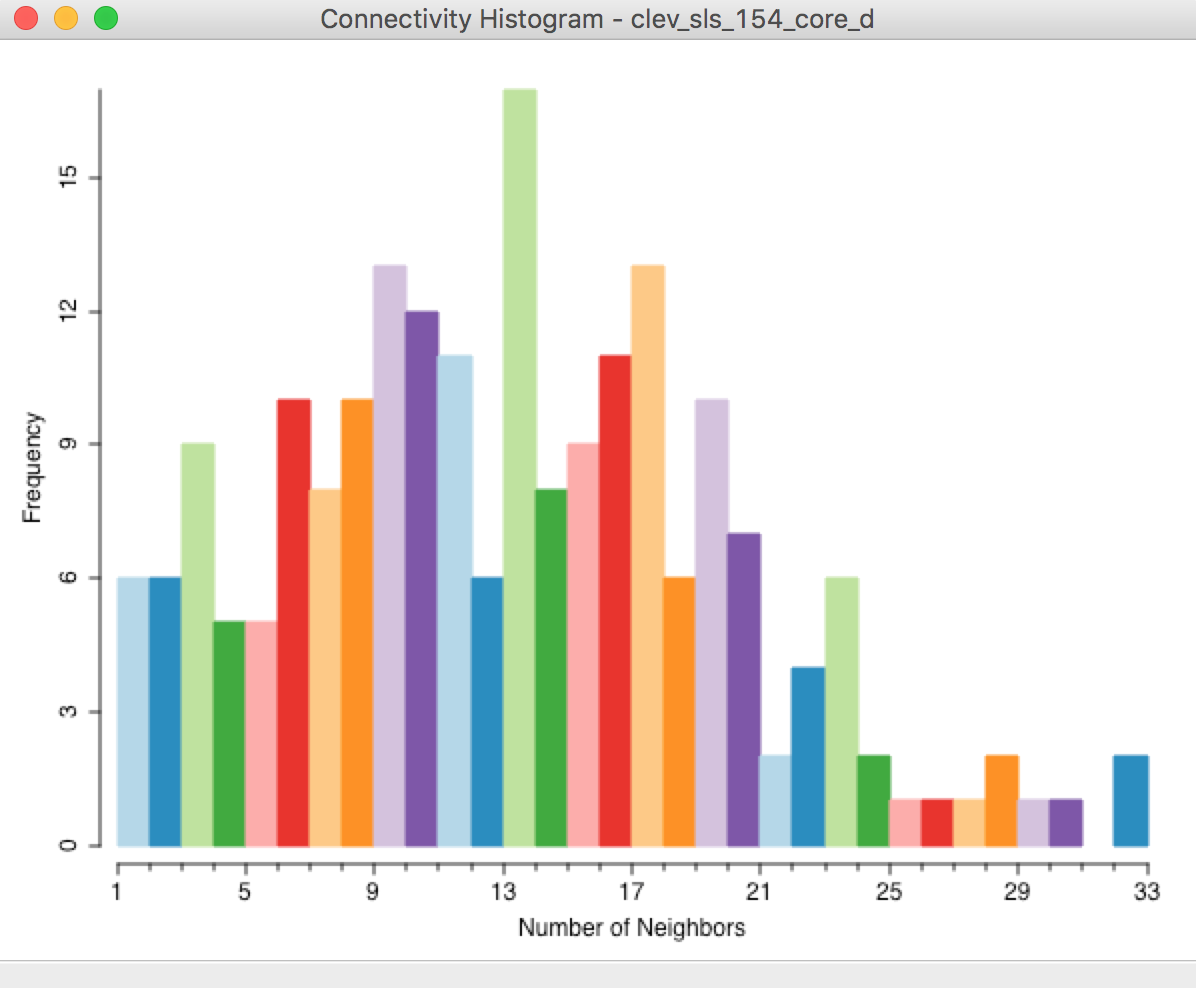 Connectivity Histogram - clev_sls_154_core_d
15
12
9
6
3
0
Frequency
1 5 9 13 17 21 25 29 33
Number of Neighbors